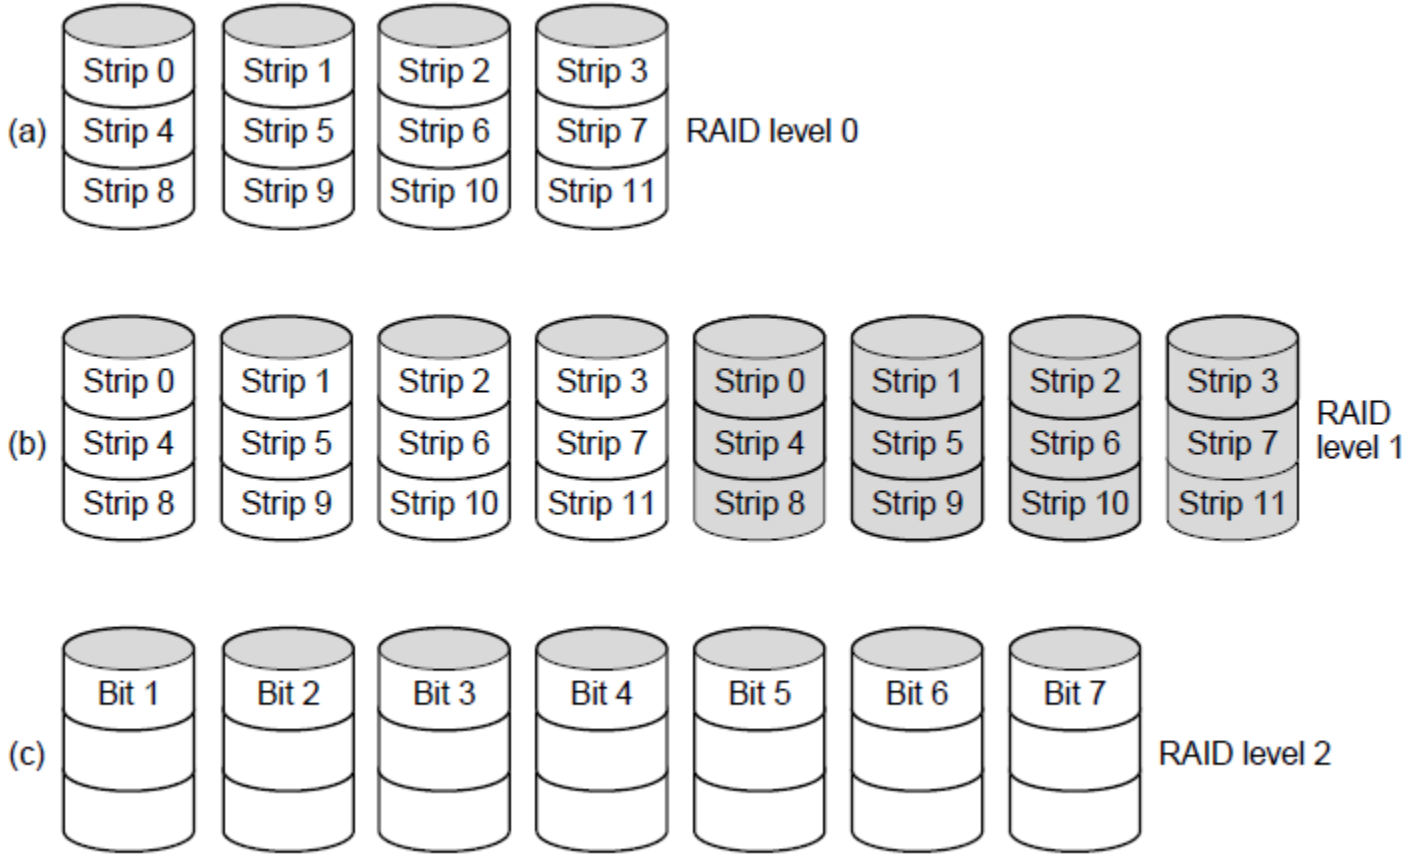 Strip 0 Strip 1 Strip 2 Strip 3
(a) Strip 4 Strip 5 Strip 6 Strip 7 RAID level 0
Strip 8 Strip 9 Strip 10 Strip 11
Strip 0 Strip 1 Strip 2 Strip 3 Strip 0 Strip 1 Strip 2 Strip 3
(b) Strip 4 Strip 5 Strip 6 Strip 7 Strip 4 Strip 5 Strip 6 Strip 7
RAID
level 1
Strip 8 Strip 9 Strip 10 Strip 11 Strip 8 Strip 9 Strip 10 Strip 11
Bit 1 Bit 2 Bit 3 Bit 4 Bit 5 Bit 6 Bit 7
(c) RAID level 2